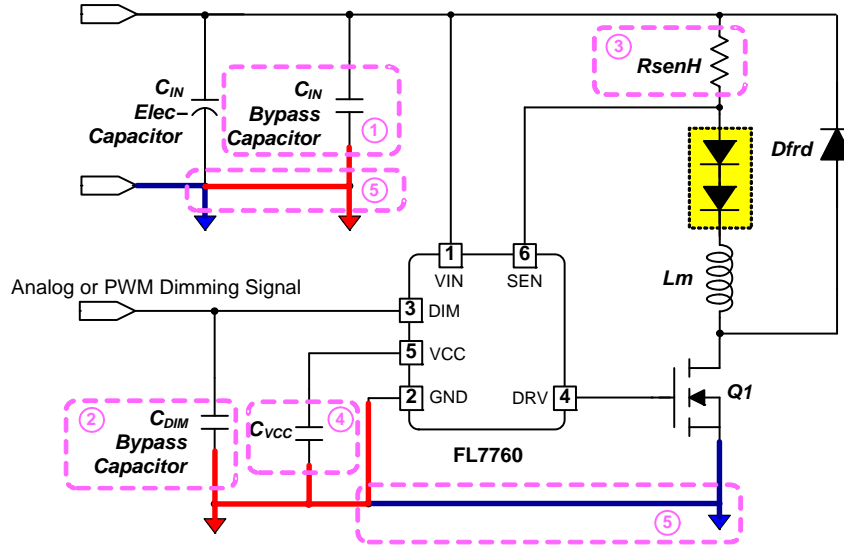 3
RsenH
C_IN
Elec–
Capacitor
C_IN
Bypass
Capacitor
1
Dfrd
5
1
VIN
6
SEN
Lm
Analog or PWM Dimming Signal
3 DIM
5 VCC
2 GND
DRV 4
Q1
2
C_DIM
Bypass
Capacitor
C_VCC
4
FL7760
5